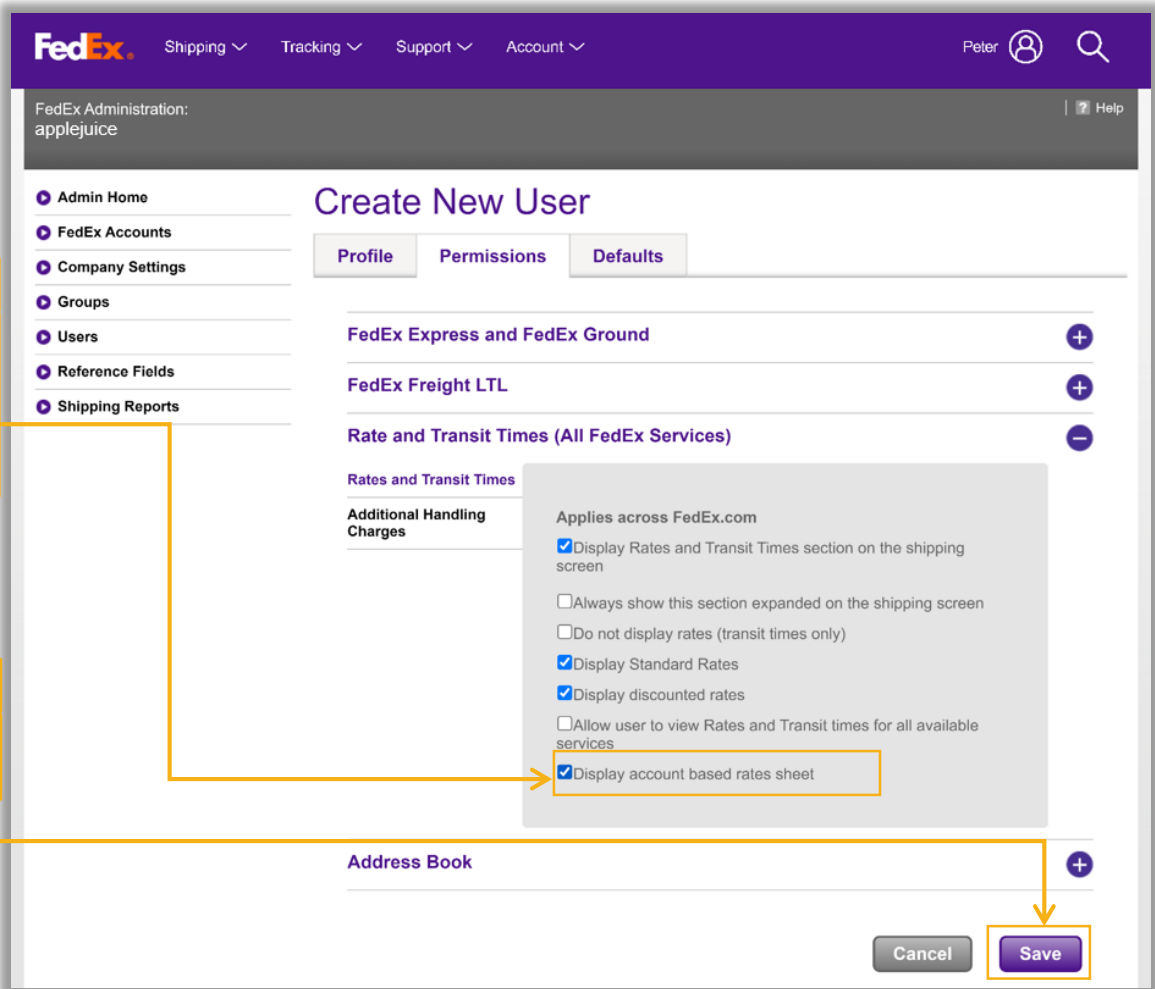 FedEx. Shipping Tracking Support Account Peter
FedEx Administration:
applejuice
? Help
Admin Home
FedEx Accounts
Company Settings
Groups
Users
Reference Fields
Shipping Reports
Create New User
Profile Permissions Defaults
FedEx Express and FedEx Ground
FedEx Freight LTL
Rate and Transit Times (All FedEx Services)
Rates and Transit Times
Additional Handling
Charges
Applies across FedEx.com
Display Rates and Transit Times section on the shipping
screen
Always show this section expanded on the shipping screen
Do not display rates (transit times only)
Display Standard Rates
Display discounted rates
Allow user to view Rates and Transit times for all available
services
Display account based rates sheet
Address Book
Cancel Save